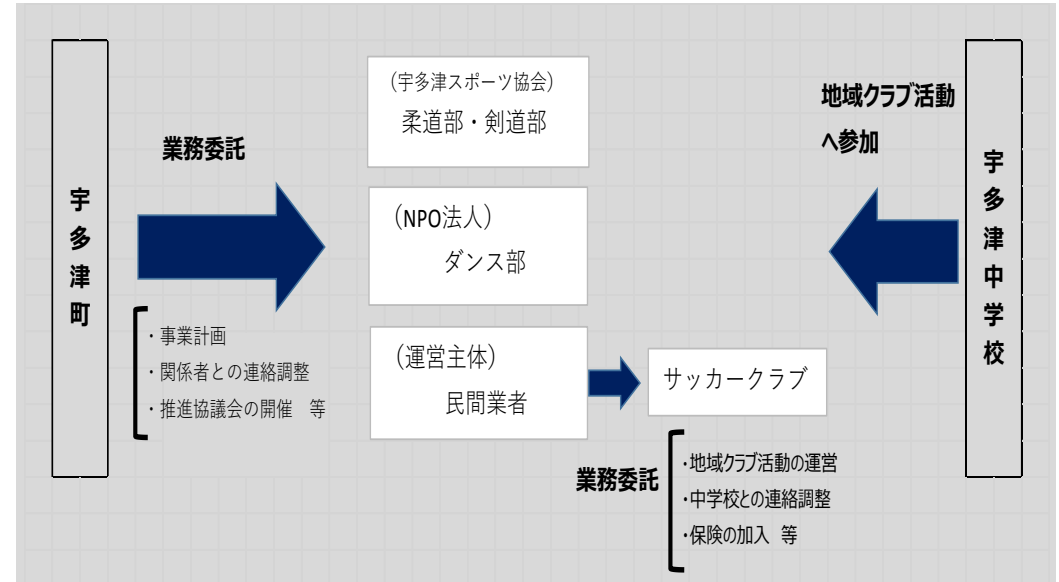 宇多津町
業務委託
・事業計画
・関係者との連絡調整
・推進協議会の開催　等
(宇多津スポーツ協会)
柔道部・剣道部
(NPO法人)
ダンス部
(運営主体)
民間業者
サッカークラブ
業務委託
・地域クラブ活動の運営
・中学校との連絡調整
・保険の加入　等
地域クラブ活動
へ参加
宇多津中学校